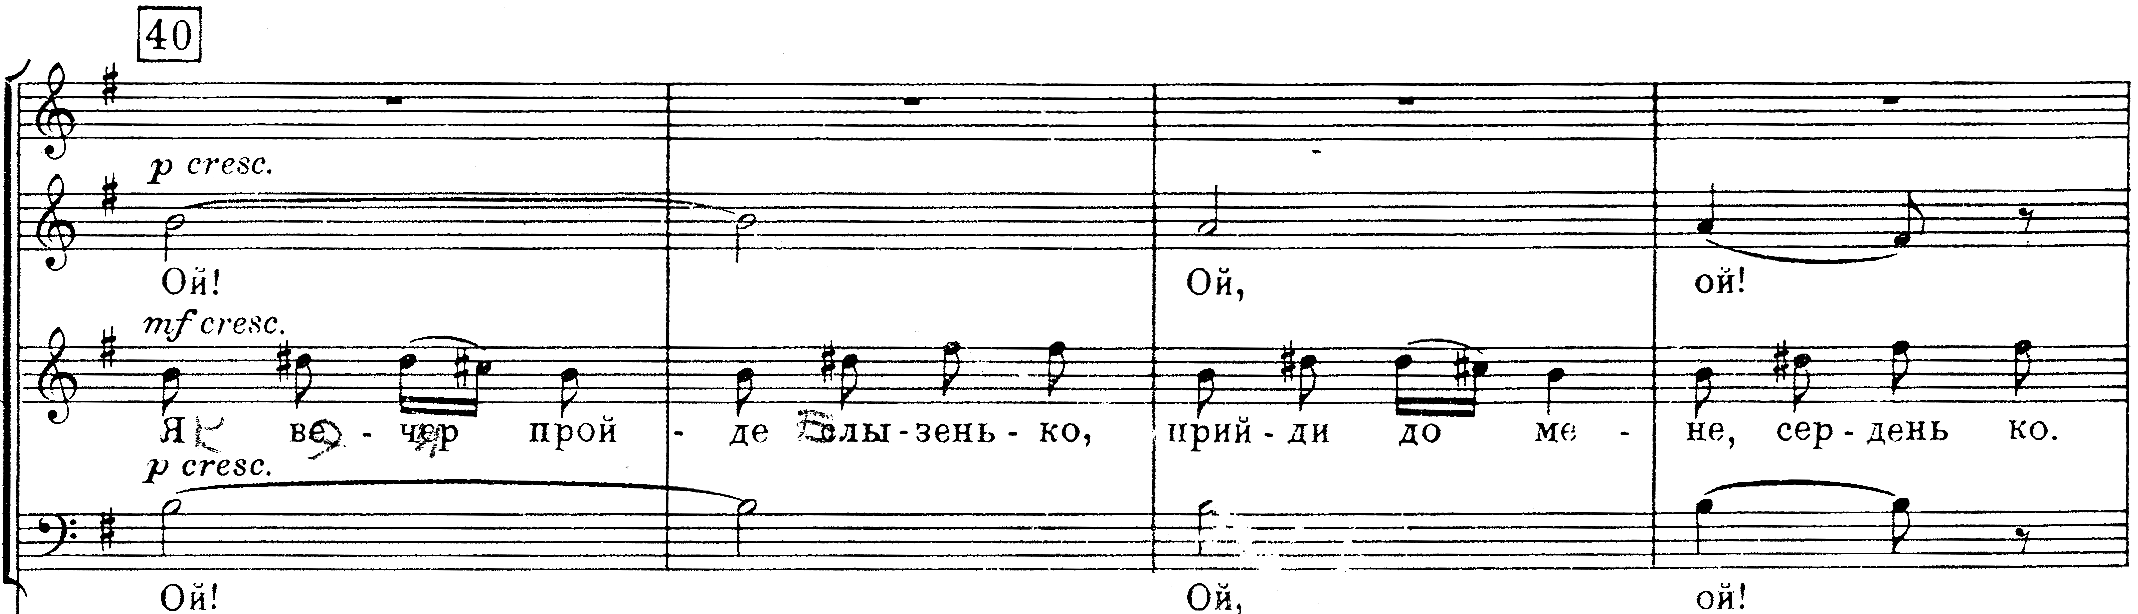 40
p cresc.
Ой! Ой, ой!
mf cresc.
Я ве - чер прой - де слы - зень - ко, прий - ди до ме - не, сер - день ко.
p cresc.
Ой! Ой, ой!